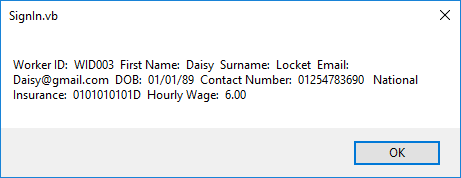 SignIn.vb
Worker ID:  WID003  First Name:  Daisy  Surname:  Locket  Email:
Daisy@gmail.com  DOB:  01/01/89  Contact Number:  01254783690   National
Insurance:  0101010101D  Hourly Wage:  6.00
OK